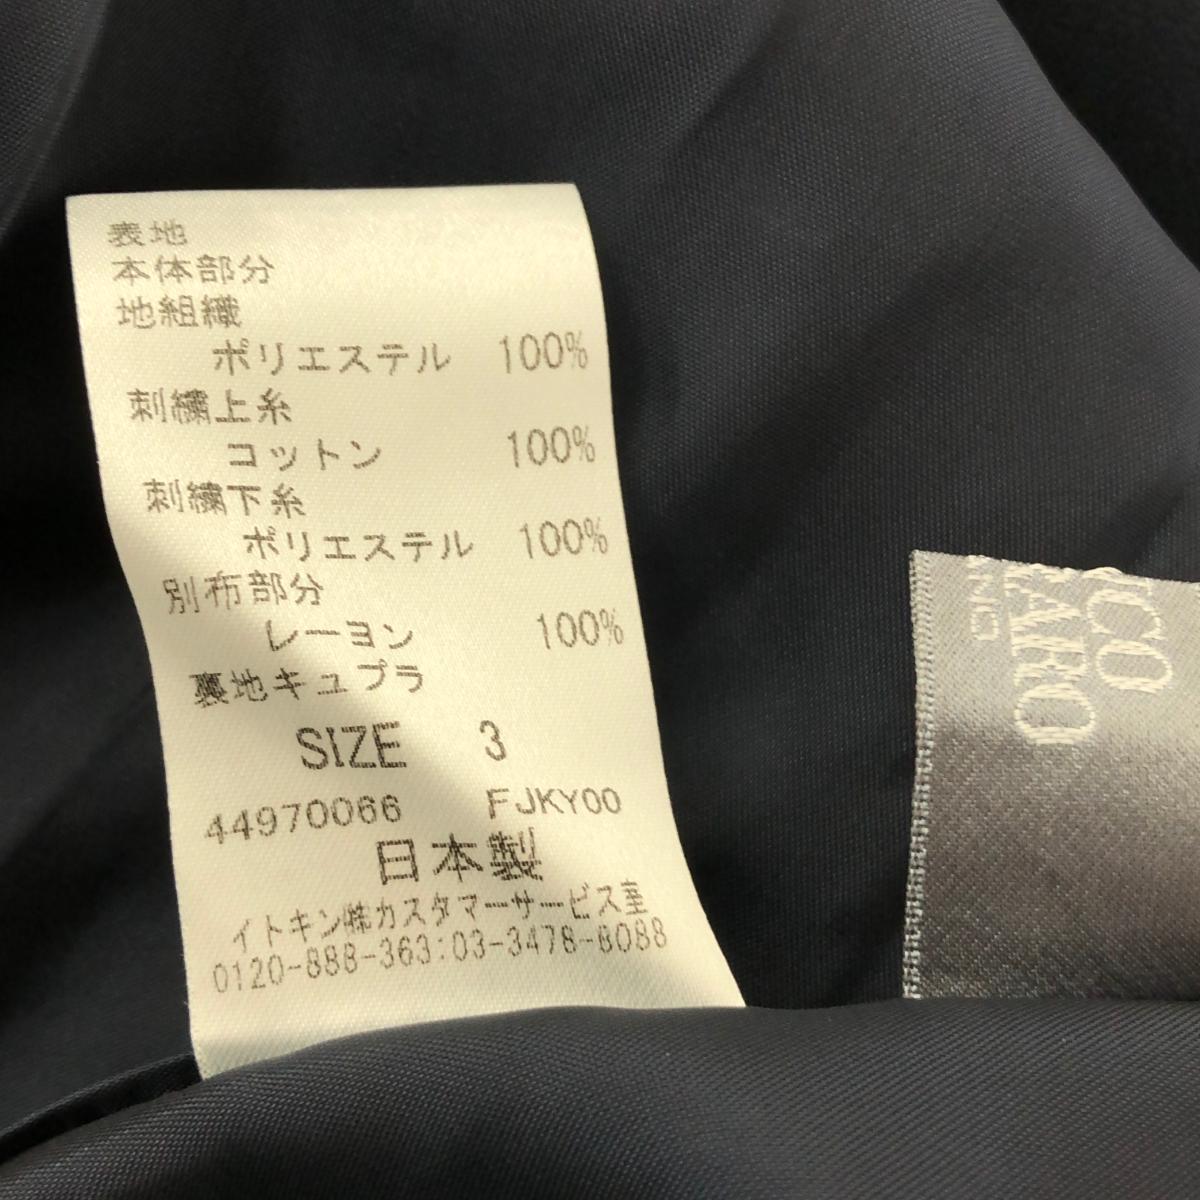 表地
本体部分
地組織
ポリエステル 100%
刺繍上糸
コットン 100%
刺繍下糸
ポリエステル 100%
別布部分
レーヨン 100%
裏地キュプラ
SIZE 3
44970066 FJKY00
日本製
イトキン㈱カスタマーサービス室
0120-888-363:03-3478-8088